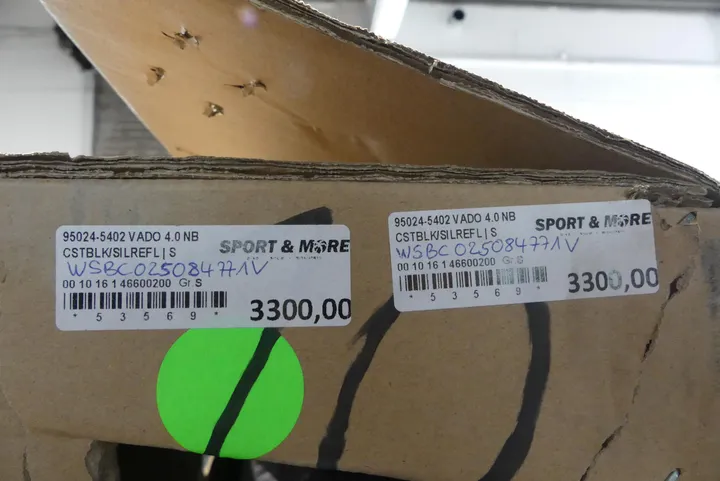 95024-5402 VADO 4.0 NB
CSTBLK/SILREFL | S
SPORT & MORE
WSBC025084771V
00 10 16 1 46600200 Gr.S
* 5 3 5 6 9 *
3300,00
95024-5402 VADO 4.0 NB
CSTBLK/SILREFL | S
SPORT & MORE
WSBC025084771V
00 10 16 1 46600200 Gr.S
* 5 3 5 6 9 *
3300,00